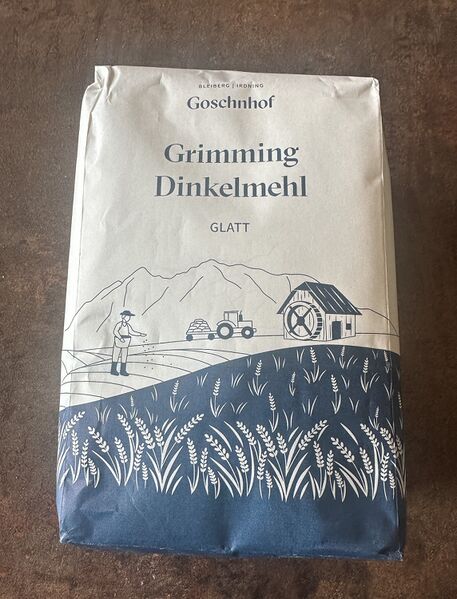 BLEIBERG | IRDNING
Goschnhof
Grimming
Dinkelmehl
GLATT